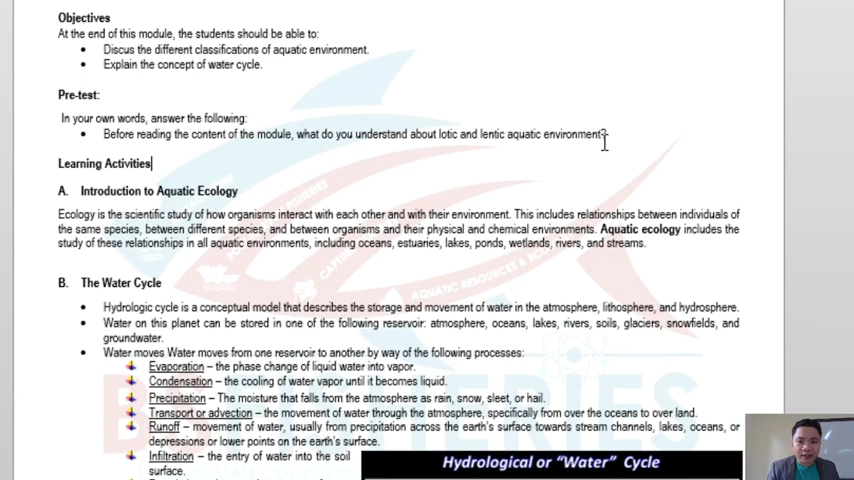 Objectives
At the end of this module, the students should be able to:
• Discus the different classifications of aquatic environment.
• Explain the concept of water cycle.
Pre-test:
In your own words, answer the following:
• Before reading the content of the module, what do you understand about lotic and lentic aquatic environment?
Learning Activities
A. Introduction to Aquatic Ecology
Ecology is the scientific study of how organisms interact with each other and with their environment. This includes relationships between individuals of
the same species, between different species, and between organisms and their physical and chemical environments. Aquatic ecology includes the
study of these relationships in all aquatic environments, including oceans, estuaries, lakes, ponds, wetlands, rivers, and streams.
B. The Water Cycle
• Hydrologic cycle is a conceptual model that describes the storage and movement of water in the atmosphere, lithosphere, and hydrosphere.
• Water on this planet can be stored in one of the following reservoir: atmosphere, oceans, lakes, rivers, soils, glaciers, snowfields, and
groundwater.
• Water moves Water moves from one reservoir to another by way of the following processes:
Evaporation – the phase change of liquid water into vapor.
Condensation – the cooling of water vapor until it becomes liquid.
Precipitation – The moisture that falls from the atmosphere as rain, snow, sleet, or hail.
Transport or advection – the movement of water through the atmosphere, specifically from over the oceans to over land.
Runoff – movement of water, usually from precipitation across the earth's surface towards stream channels, lakes, oceans, or
depressions or lower points on the earth's surface.
Infiltration – the entry of water into the soil
surface.
Hydrological or "Water" Cycle